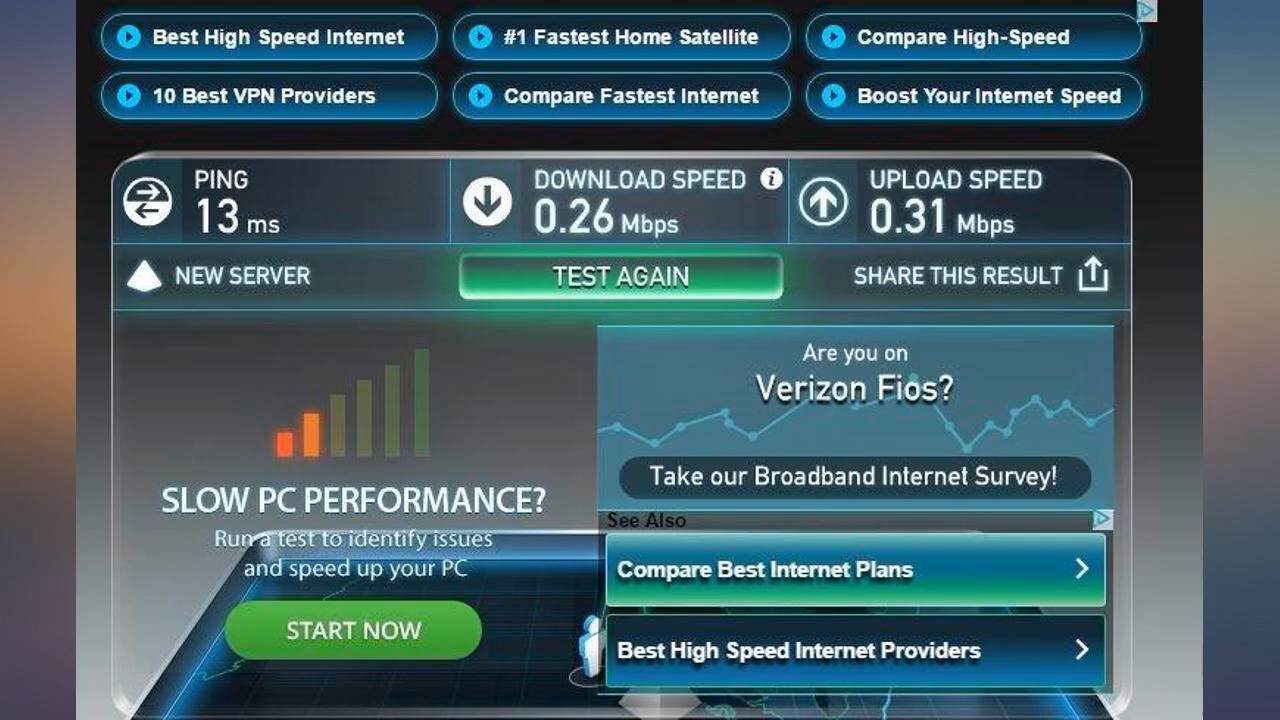 Best High Speed Internet
#1 Fastest Home Satellite
Compare High-Speed
10 Best VPN Providers
Compare Fastest Internet
Boost Your Internet Speed
PING
13 ms
DOWNLOAD SPEED
0.26 Mbps
UPLOAD SPEED
0.31 Mbps
NEW SERVER
TEST AGAIN
SHARE THIS RESULT
Are you on
Verizon Fios?
Take our Broadband Internet Survey!
SLOW PC PERFORMANCE?
Run a test to identify issues
and speed up your PC
START NOW
See Also
Compare Best Internet Plans
Best High Speed Internet Providers